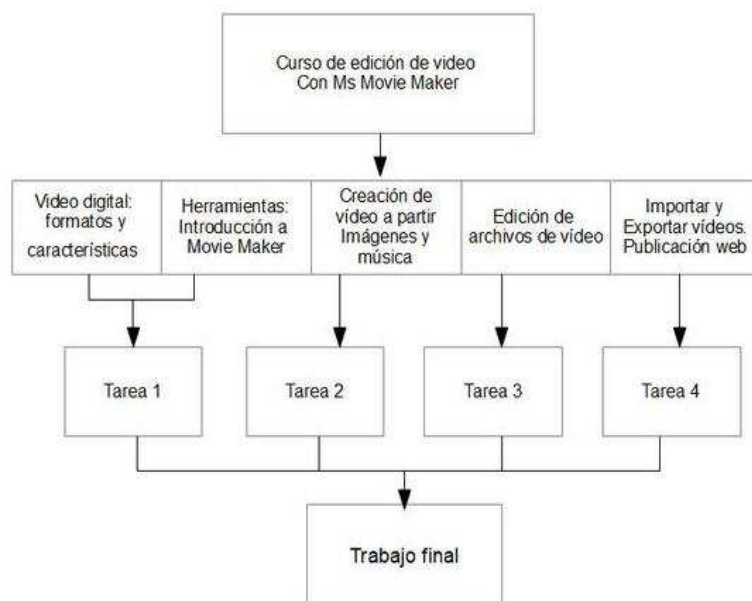 Curso de edición de video
Con Ms Movie Maker
Video digital:
formatos y
características
Herramientas:
Introducción a
Movie Maker
Creación de
vídeo a partir
Imágenes y
música
Edición de
archivos de vídeo
Importar y
Exportar vídeos.
Publicación web
Tarea 1
Tarea 2
Tarea 3
Tarea 4
Trabajo final